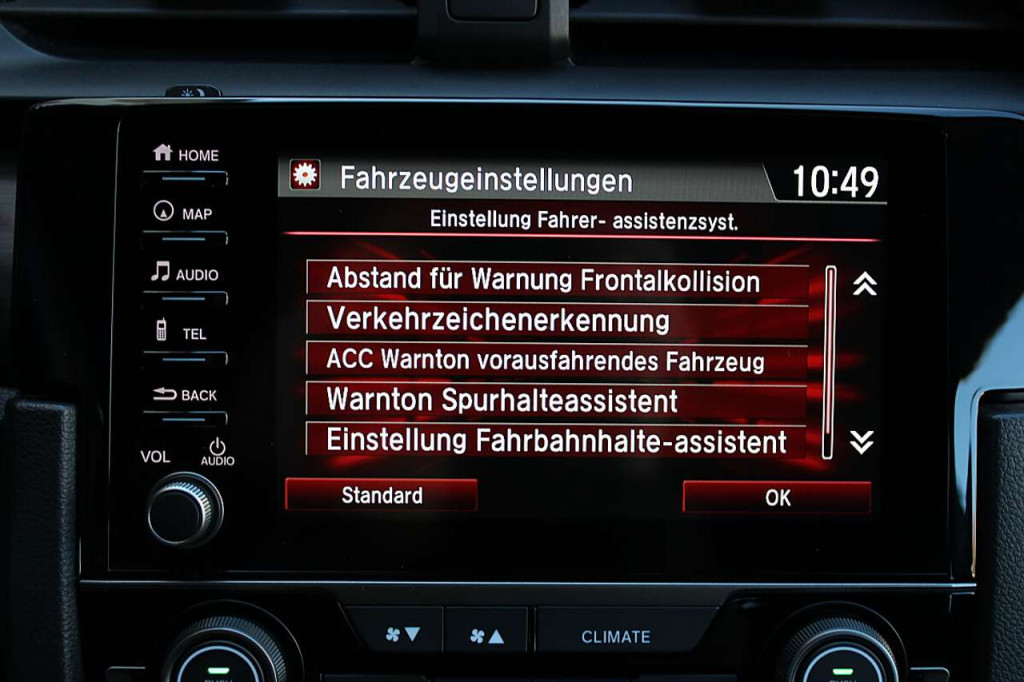 HOME
MAP
AUDIO
TEL
BACK
VOL
AUDIO
Fahrzeugeinstellungen
10:49
Einstellung Fahrer- assistenzsyst.
Abstand für Warnung Frontalkollision
Verkehrzeichenerkennung
ACC Warnton vorausfahrendes Fahrzeug
Warnton Spurhalteassistent
Einstellung Fahrbahnhalte-assistent
Standard
OK
CLIMATE